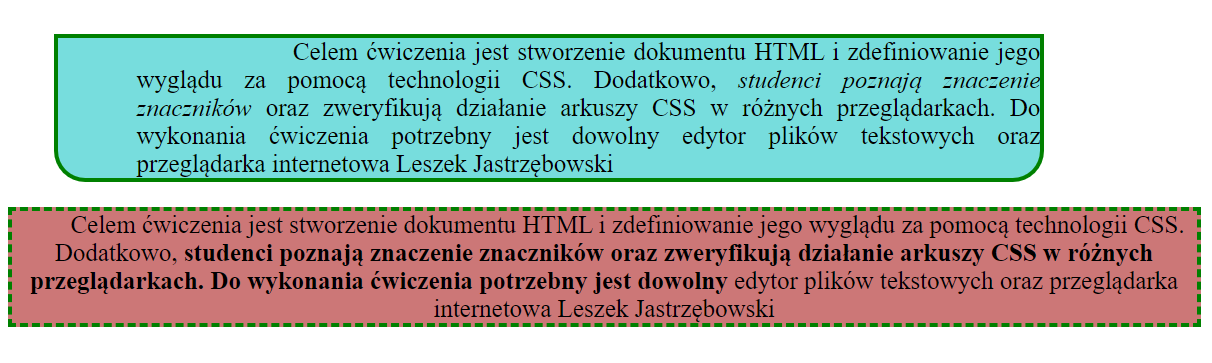 Celem ćwiczenia jest stworzenie dokumentu HTML i zdefiniowanie jego
wyglądu za pomocą technologii CSS. Dodatkowo, studenci poznają znaczenie
znaczników oraz zweryfikują działanie arkuszy CSS w różnych przeglądarkach. Do
wykonania ćwiczenia potrzebny jest dowolny edytor plików tekstowych oraz
przeglądarka internetowa Leszek Jastrzębowski
Celem ćwiczenia jest stworzenie dokumentu HTML i zdefiniowanie jego wyglądu za pomocą technologii CSS.
Dodatkowo, studenci poznają znaczenie znaczników oraz zweryfikują działanie arkuszy CSS w różnych
przeglądarkach. Do wykonania ćwiczenia potrzebny jest dowolny edytor plików tekstowych oraz przeglądarka
internetowa Leszek Jastrzębowski